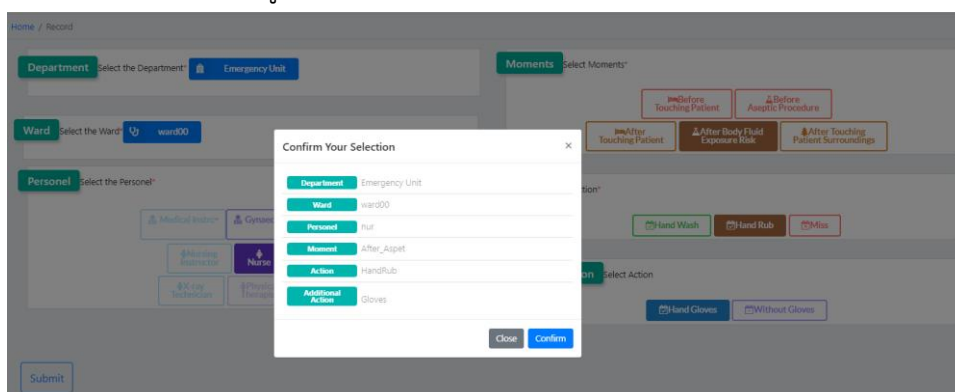 Home / Record
Department Select the Department* Emergency Unit
Ward Select the Ward* ward00
Personel Select the Personel*
Nursing Instructor
Nurse
X-ray Technician
Moments Select Moments*
Before Touching Patient
Before Aseptic Procedure
After Touching Patient
After Body Fluid Exposure Risk
After Touching Patient Surroundings
Hand Wash Hand Rub Miss
Select Action
Hand Gloves Without Gloves
Confirm Your Selection ×
Department Emergency Unit
Ward ward00
Personel nur
Moment After_Aspet
Action HandRub
Additional Action Gloves
Close Confirm
Submit